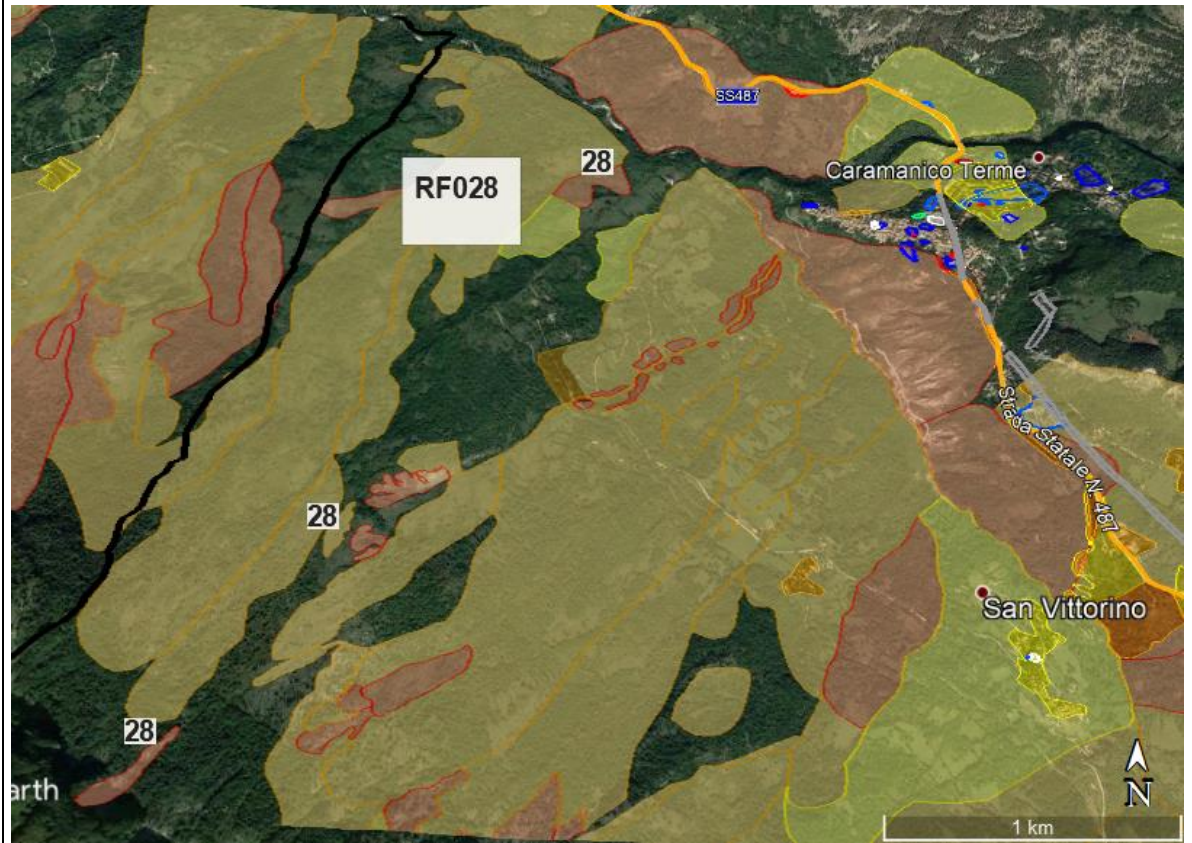 SS487
28
RF028
Caramanico Terme
Strada Statale N. 487
28
San Vittorino
28
arth
N
1 km